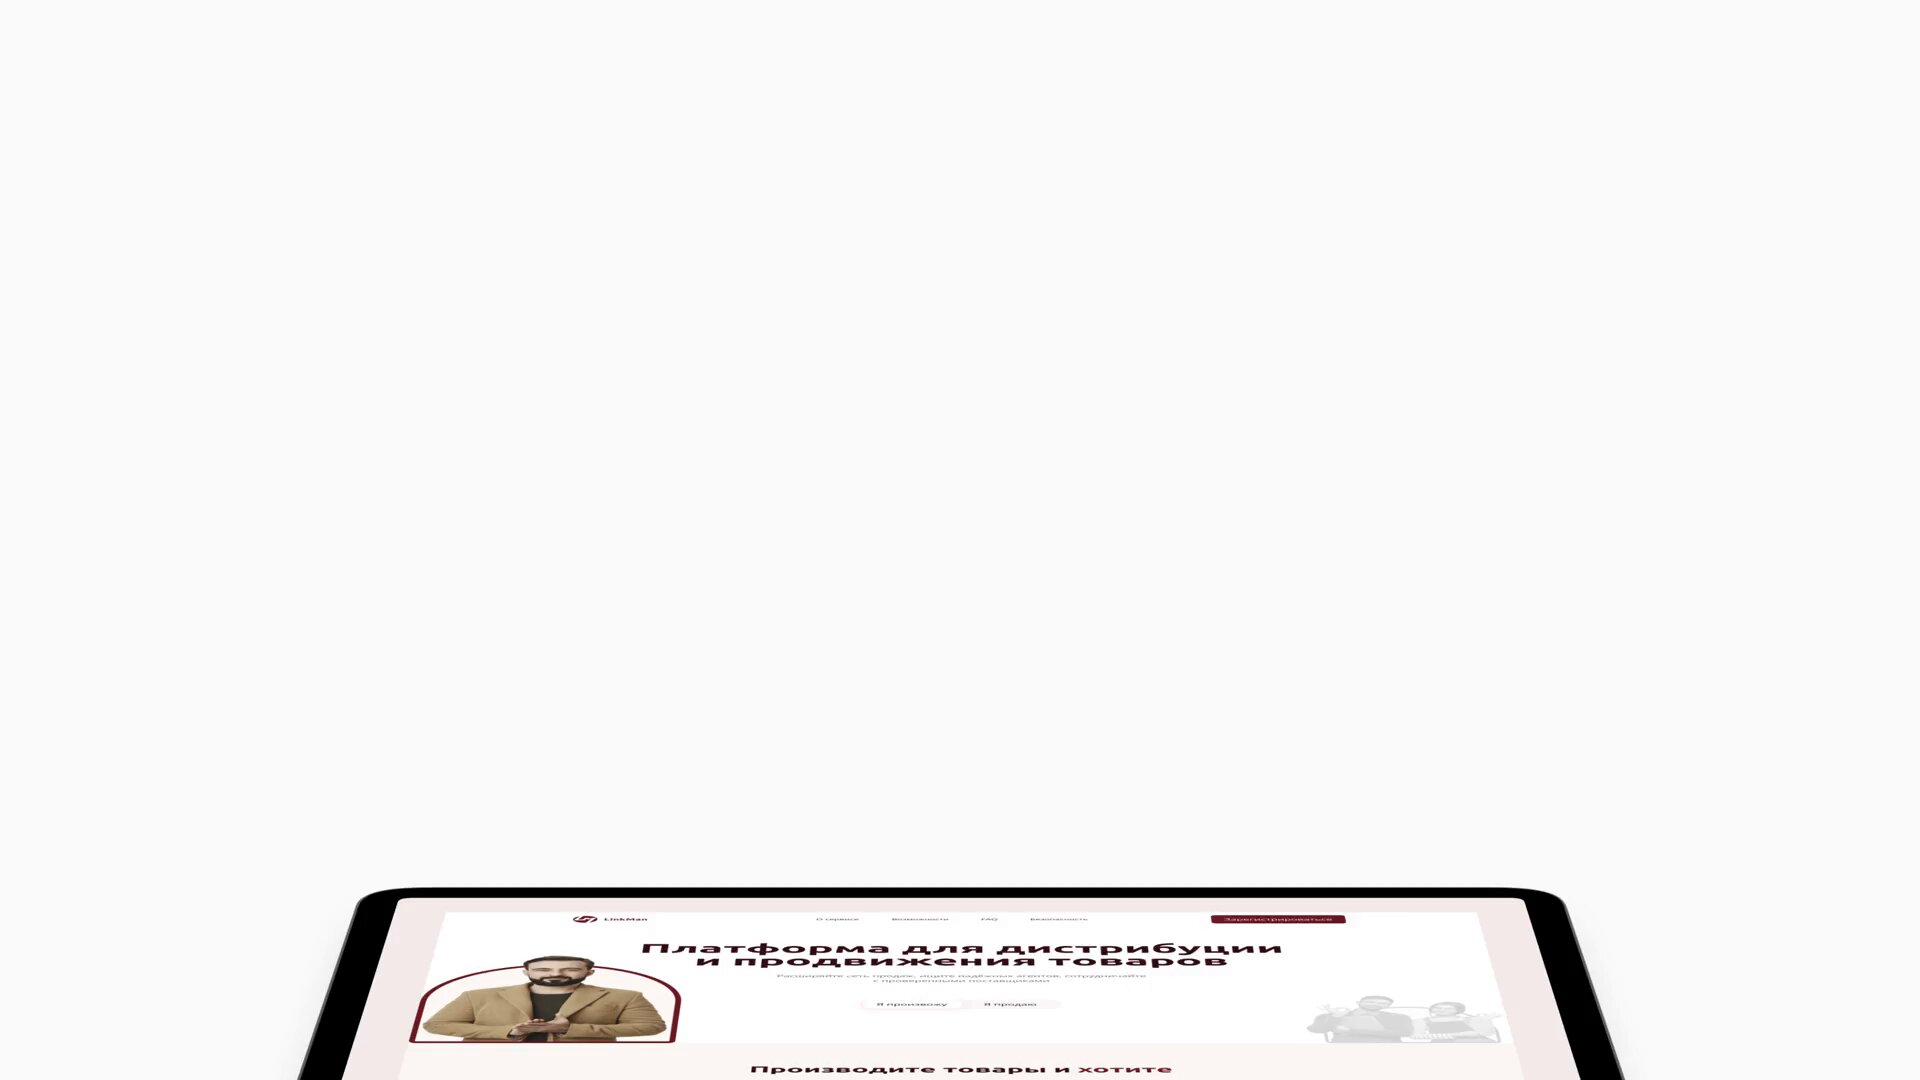 LinkMan
О сервисе Возможности FAQ Безопасность
Зарегистрироваться
Платформа для дистрибуции
и продвижения товаров
Расширяйте сеть продаж, ищите надёжных агентов, сотрудничайте
с проверенными поставщиками
Я произвожу Я продаю
Производите товары и хотите